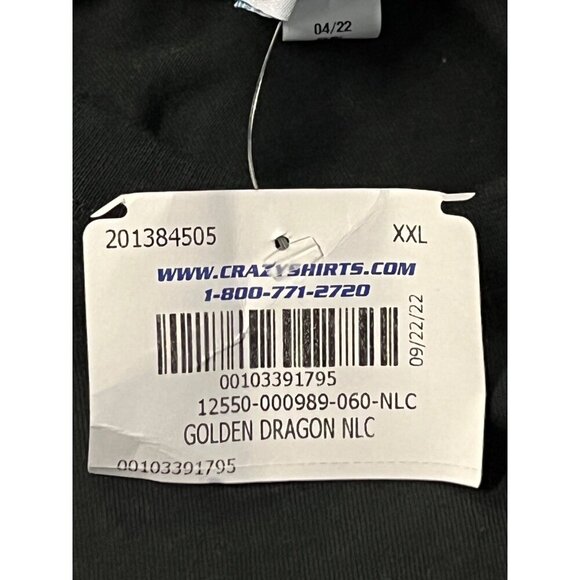 04/22
201384505 XXL
WWW.CRAZYSHIRTS.COM
1-800-771-2720
09/22/22
00103391795
12550-000989-060-NLC
GOLDEN DRAGON NLC
00103391795